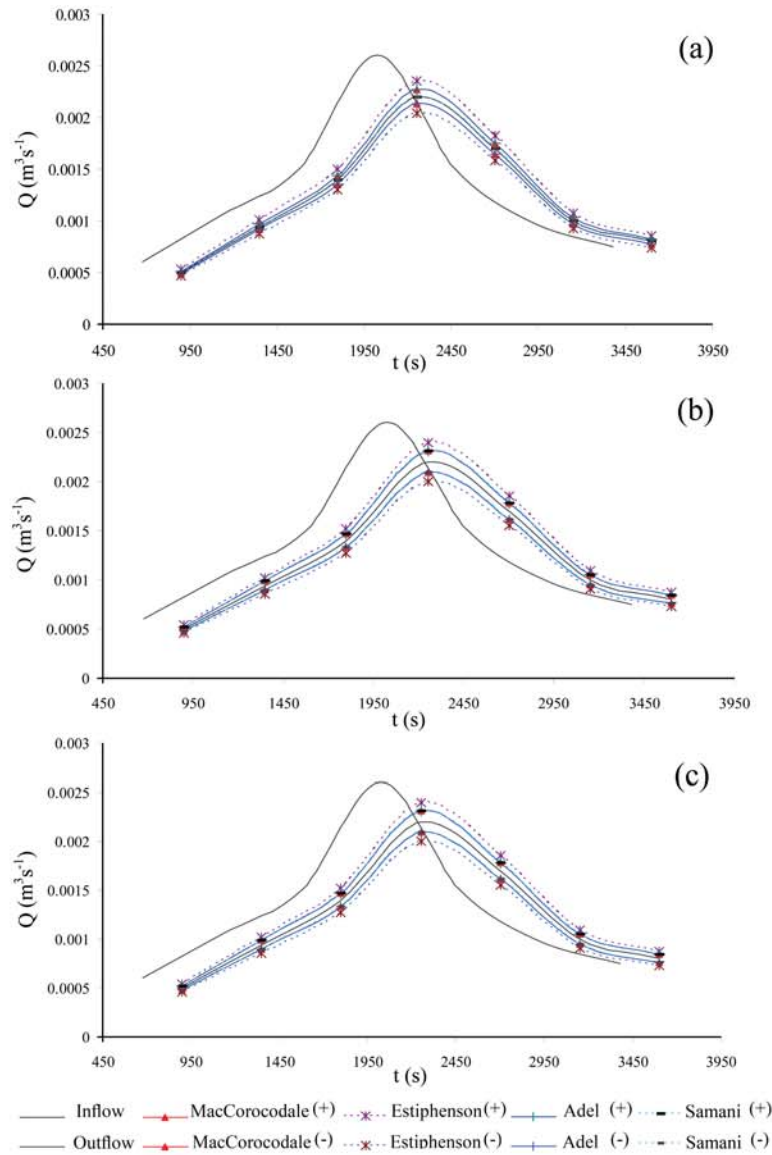 (a)
0.003
0.0025
0.002
0.0015
0.001
0.0005
0
Q (m³s⁻¹)
450 950 1450 1950 2450 2950 3450 3950
t (s)
(b)
0.003
0.0025
0.002
0.0015
0.001
0.0005
0
Q (m³s⁻¹)
450 950 1450 1950 2450 2950 3450 3950
t (s)
(c)
0.003
0.0025
0.002
0.0015
0.001
0.0005
0
Q (m³s⁻¹)
450 950 1450 1950 2450 2950 3450 3950
t (s)
Inflow MacCorocodale (+) Estiphenson (+) Adel (+) Samani (+)
Outflow MacCorocodale (-) Estiphenson (-) Adel (-) Samani (-)